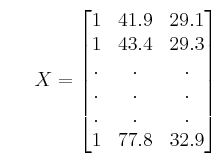 1 41.9 29.1
1 43.4 29.3
. . .
X = . . .
. . .
1 77.8 32.9